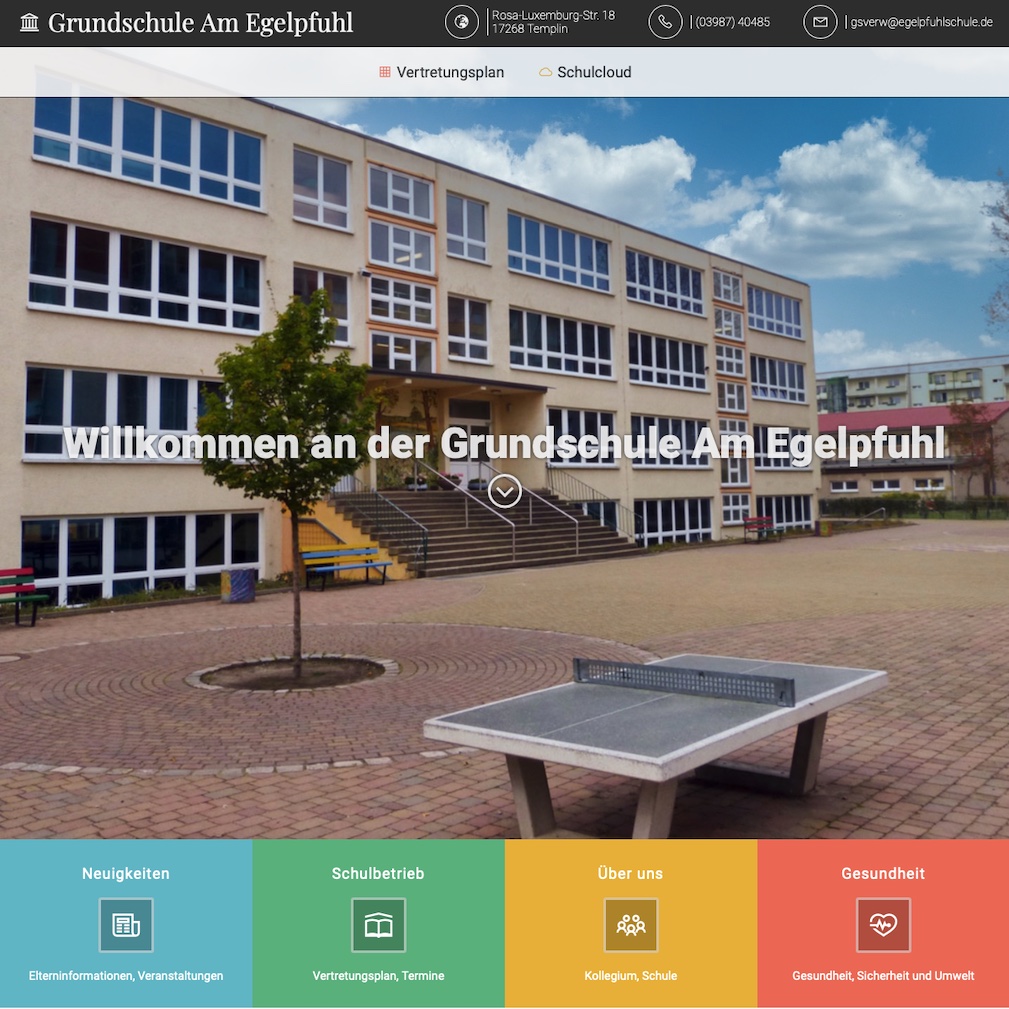 Grundschule Am Egelpfuhl
Rosa-Luxemburg-Str. 18
17268 Templin
(03987) 40485
gsverw@egelpfuhlschule.de
Vertretungsplan
Schulcloud
Willkommen an der Grundschule Am Egelpfuhl
Neuigkeiten
Elterninformationen, Veranstaltungen
Schulbetrieb
Vertretungsplan, Termine
Über uns
Kollegium, Schule
Gesundheit
Gesundheit, Sicherheit und Umwelt